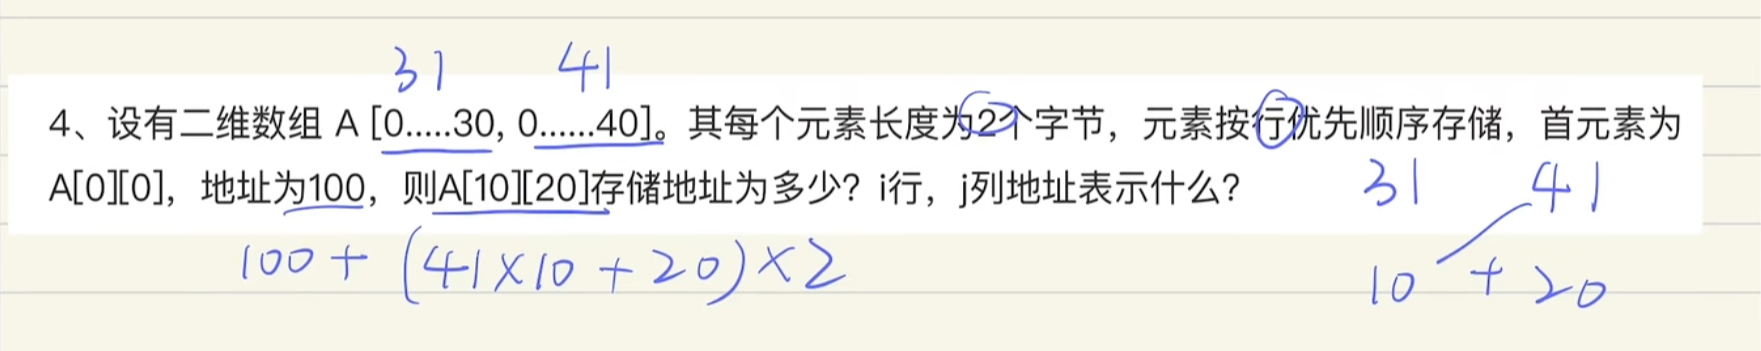 31 41
4、设有二维数组 A [0.....30, 0......40]。其每个元素长度为2个字节，元素按行优先顺序存储，首元素为
A[0][0]，地址为100，则A[10][20]存储地址为多少？i行，j列地址表示什么？
31 41
100 + (41×10 + 20)×2
10 + 20